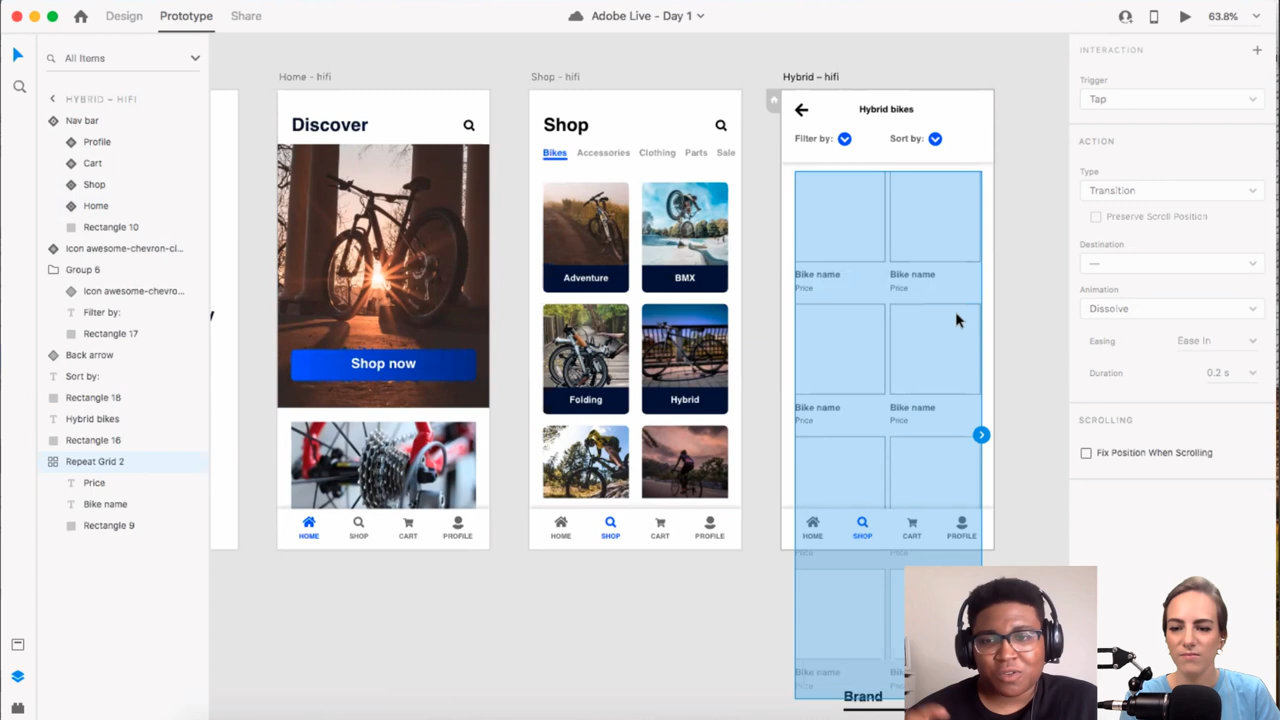 Design
Prototype
Share
Adobe Live - Day 1
63.8%
All Items
HYBRID – HIFI
Nav bar
Profile
Cart
Shop
Home
Rectangle 10
Icon awesome-chevron-ci...
Group 6
Icon awesome-chevro...
Filter by:
Rectangle 17
Back arrow
Sort by:
Rectangle 18
Hybrid bikes
Rectangle 16
Repeat Grid 2
Price
Bike name
Rectangle 9
Home - hifi
Discover
Shop now
HOME
SHOP
CART
PROFILE
Shop - hifi
Shop
Bikes
Accessories
Clothing
Parts
Sale
Adventure
BMX
Folding
Hybrid
HOME
SHOP
CART
PROFILE
Hybrid – hifi
Hybrid bikes
Filter by:
Sort by:
Bike name
Price
Bike name
Price
Bike name
Price
Bike name
Price
HOME
SHOP
CART
PROFILE
Price
Price
Bike name
Price
Brand
INTERACTION
Trigger
Tap
ACTION
Type
Transition
Preserve Scroll Position
Destination
—
Animation
Dissolve
Easing
Ease In
Duration
0.2 s
SCROLLING
Fix Position When Scrolling